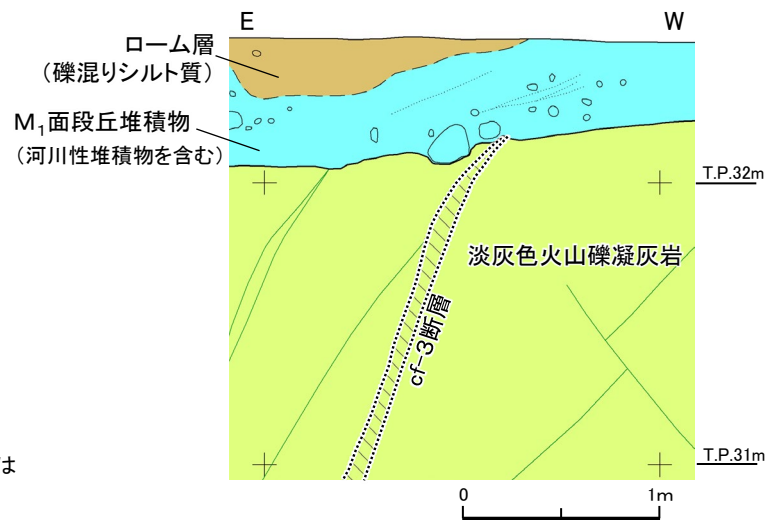 E
W
ローム層
(礫混りシルト質)
M₁面段丘堆積物
(河川性堆積物を含む)
T.P.32m
淡灰色火山礫凝灰岩
cf-3断層
は
T.P.31m
0
1m